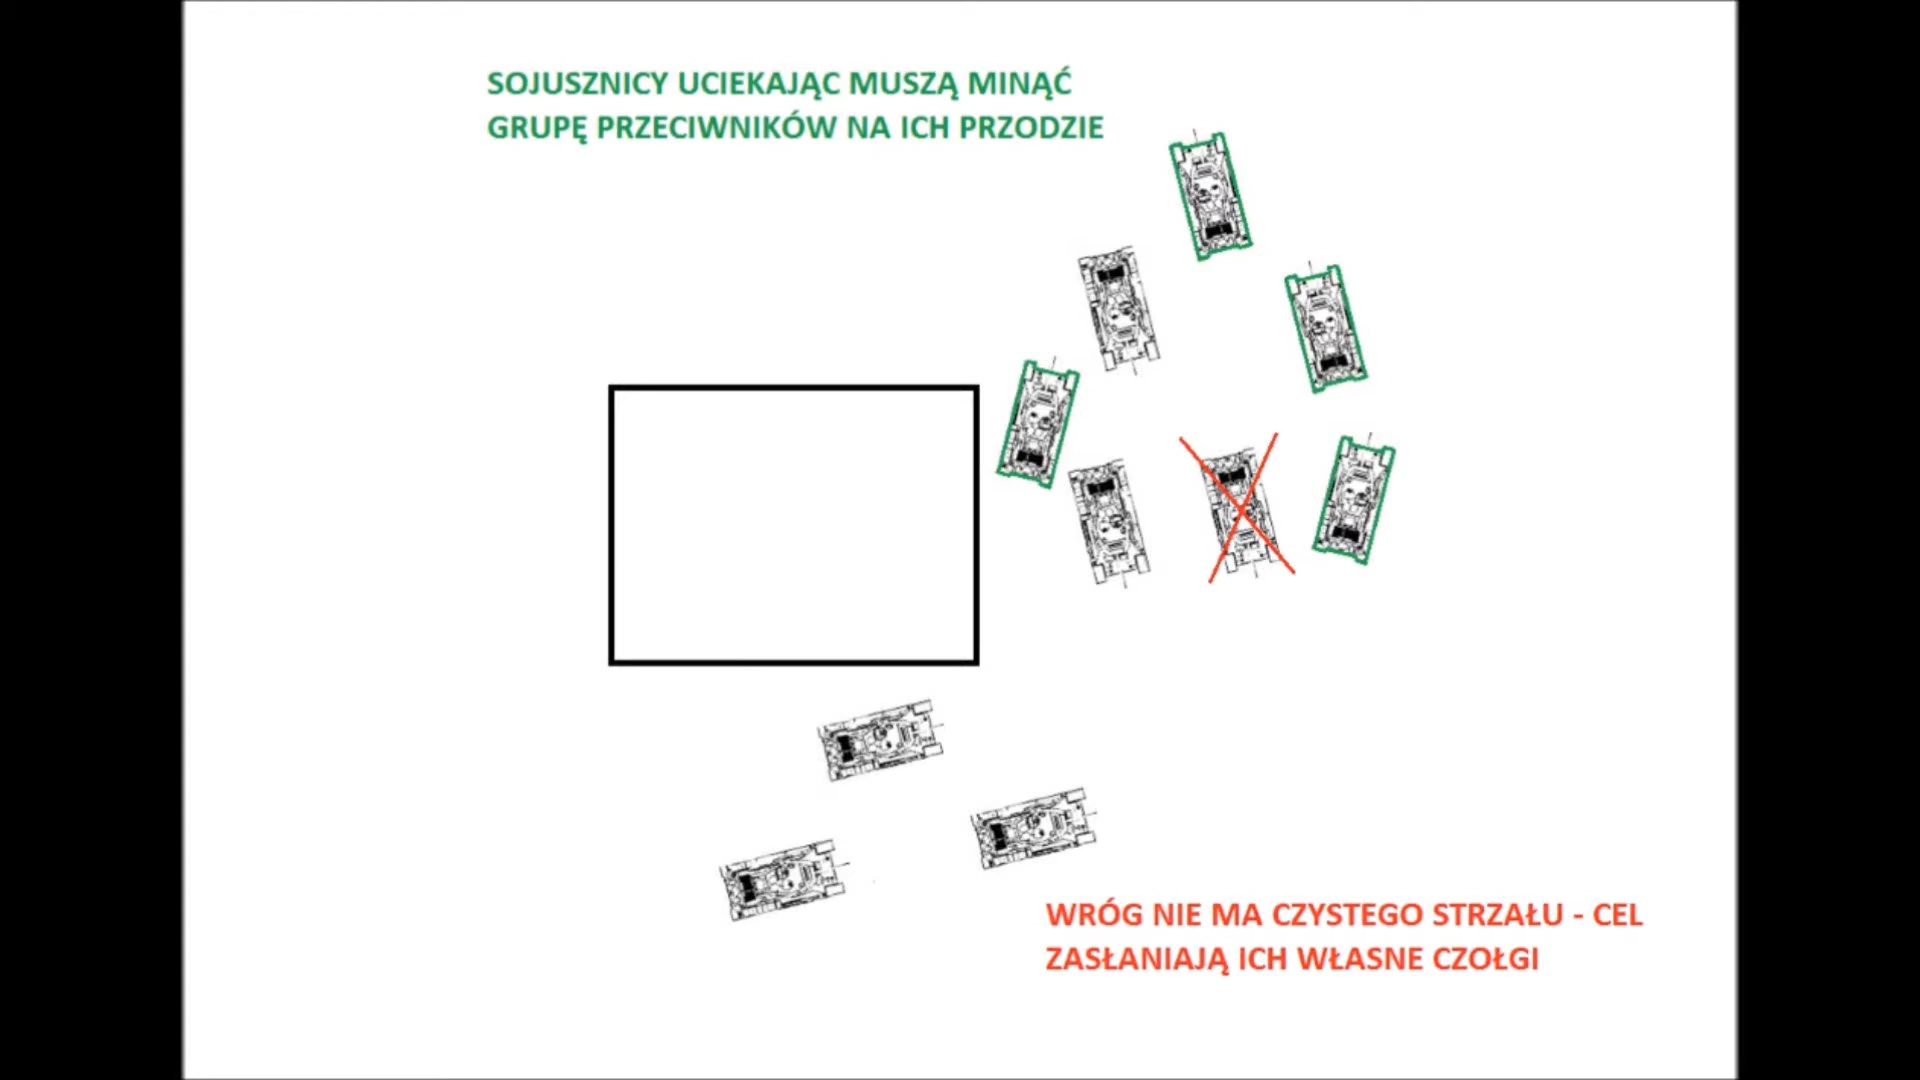 SOJUSZNICY UCIEKAJĄC MUSZĄ MINĄĆ
GRUPĘ PRZECIWNIKÓW NA ICH PRZODZIE
WRÓG NIE MA CZYSTEGO STRZAŁU - CEL
ZASŁANIAJĄ ICH WŁASNE CZOŁGI